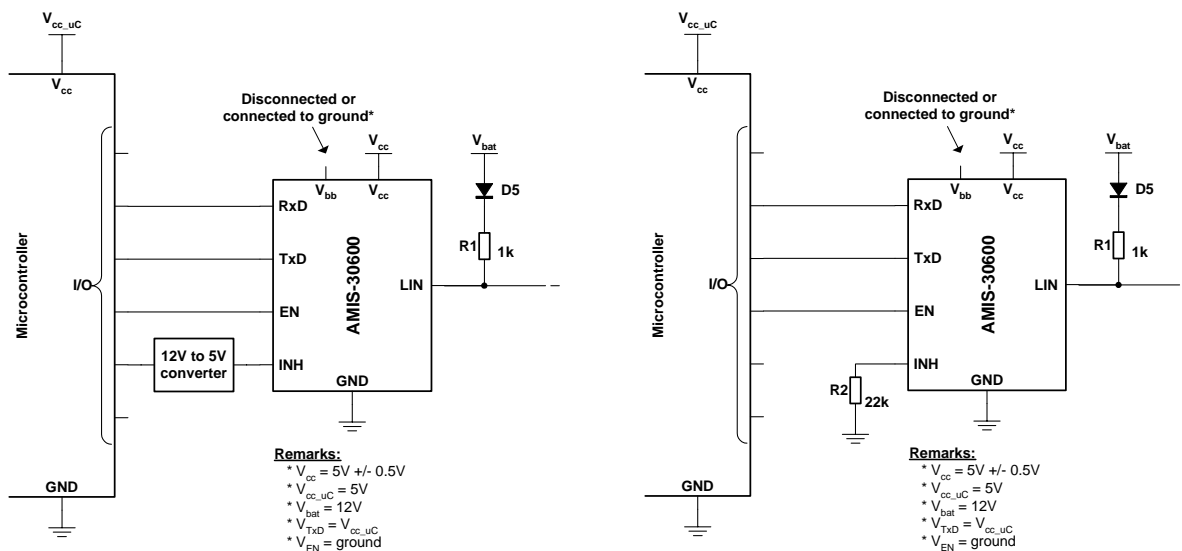 Vcc_uC
Vcc
Disconnected or
connected to ground*
Vcc
Vbat
Vbb
Vcc
D5
RxD
R1
1k
TxD
Microcontroller
I/O
AMIS-30600
LIN
EN
12V to 5V
converter
INH
GND
Remarks:
* Vcc = 5V +/- 0.5V
* Vcc_uC = 5V
* Vbat = 12V
* VTxD = Vcc_uC
* VEN = ground
GND
Vcc_uC
Vcc
Disconnected or
connected to ground*
Vcc
Vbat
Vbb
Vcc
D5
RxD
R1
1k
TxD
Microcontroller
I/O
AMIS-30600
LIN
EN
INH
R2
22k
GND
Remarks:
* Vcc = 5V +/- 0.5V
* Vcc_uC = 5V
* Vbat = 12V
* VTxD = Vcc_uC
* VEN = ground
GND